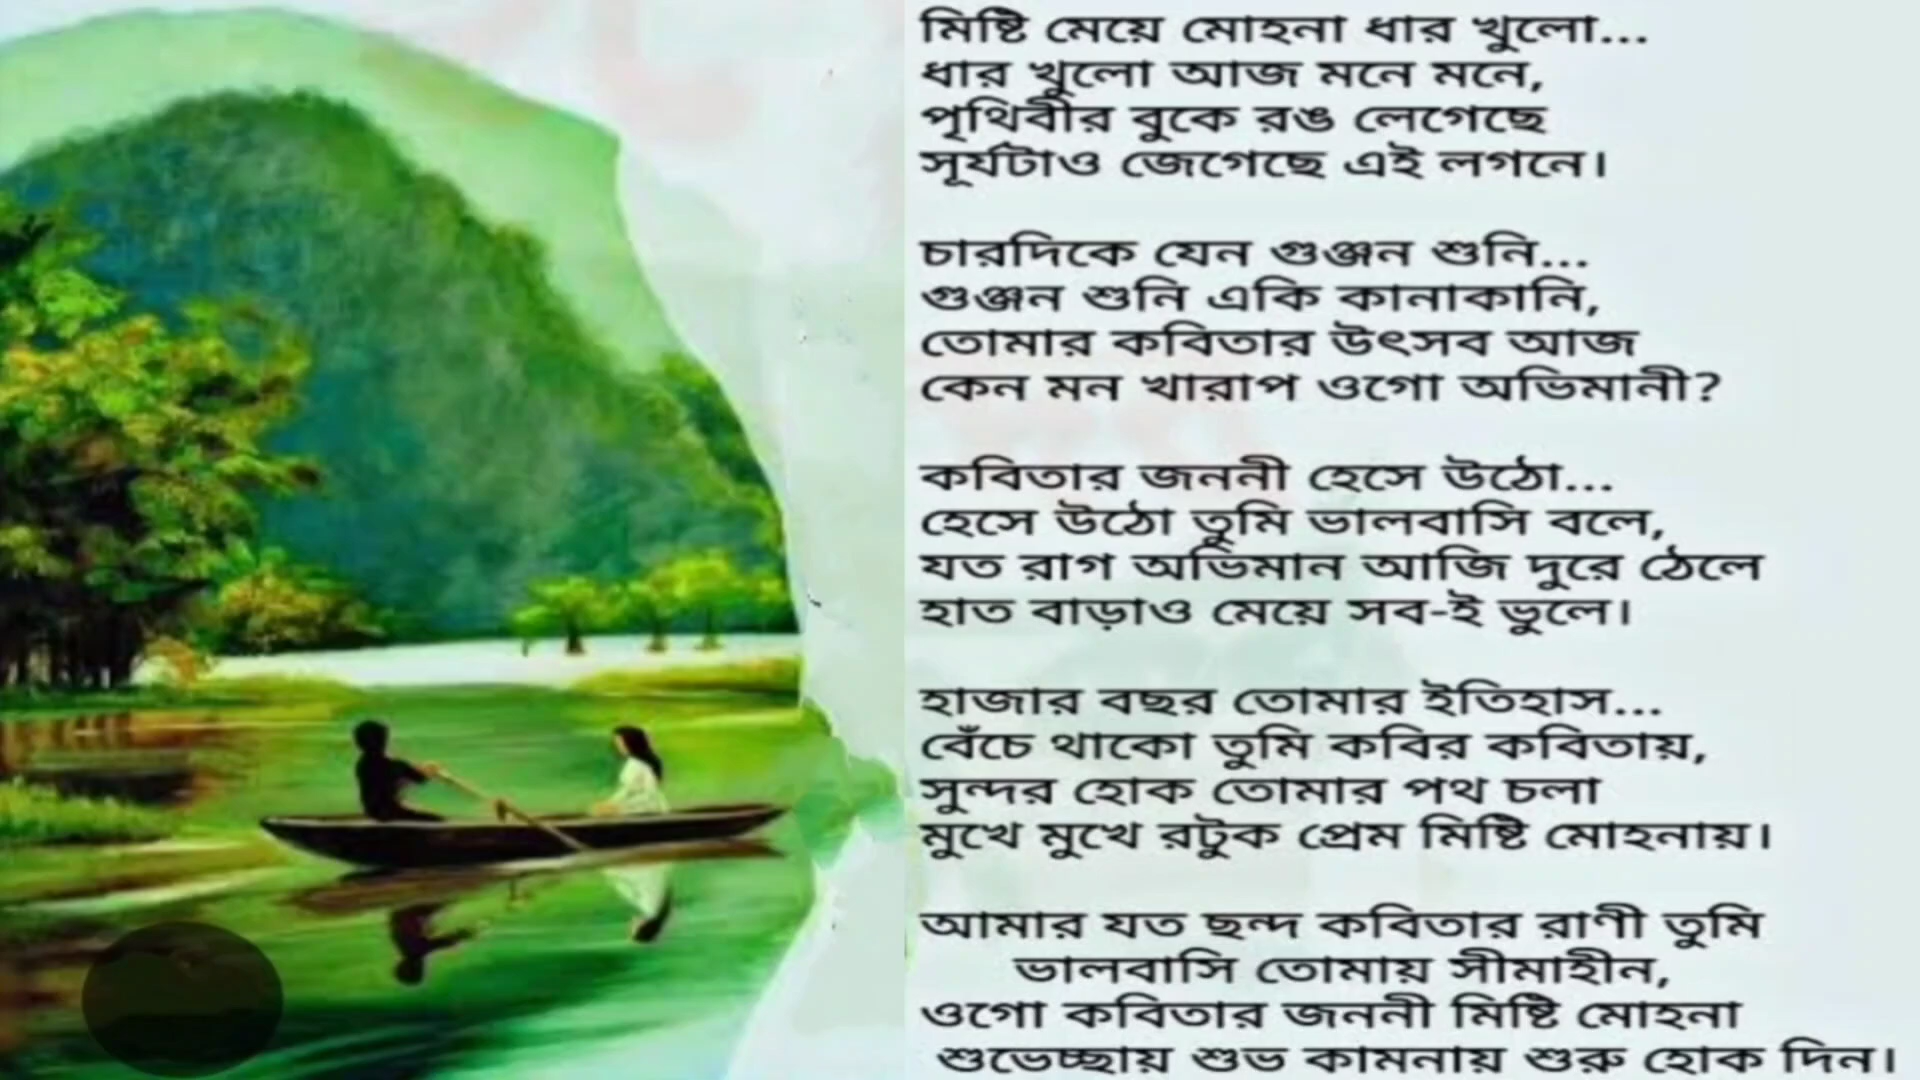 মিষ্টি মেয়ে মোহনা ধার খুলো...
ধার খুলো আজ মনে মনে,
পৃথিবীর বুকে রঙ লেগেছে
সূর্যটাও জেগেছে এই লগনে।
চারদিকে যেন গুঞ্জন শুনি...
গুঞ্জন শুনি একি কানাকানি,
তোমার কবিতার উৎসব আজ
কেন মন খারাপ ওগো অভিমানী?
কবিতার জননী হেসে উঠো...
হেসে উঠো তুমি ভালবাসি বলে,
যত রাগ অভিমান আজি দুরে ঠেলে
হাত বাড়াও মেয়ে সব-ই ভুলে।
হাজার বছর তোমার ইতিহাস...
বেঁচে থাকো তুমি কবির কবিতায়,
সুন্দর হোক তোমার পথ চলা
মুখে মুখে রটুক প্রেম মিষ্টি মোহনায়।
আমার যত ছন্দ কবিতার রাণী তুমি
ভালবাসি তোমায় সীমাহীন,
ওগো কবিতার জননী মিষ্টি মোহনা
শুভেচ্ছায় শুভ কামনায় শুরু হোক দিন।